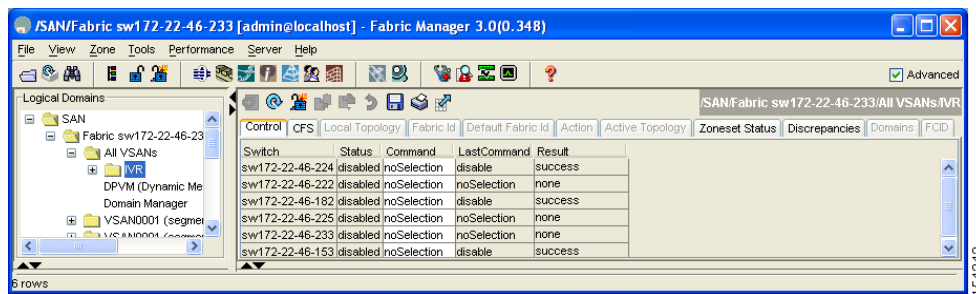 /SAN/Fabric sw172-22-46-233 [admin@localhost] - Fabric Manager 3.0(0.348)
File View Zone Tools Performance Server Help
Advanced
Logical Domains
/SAN/Fabric sw172-22-46-233/All VSANs/IVR
SAN
Fabric sw172-22-46-23
All VSANs
IVR
DPVM (Dynamic Me
Domain Manager
VSAN0001 (segmer
Control CFS Local Topology Fabric Id Default Fabric Id Action Active Topology Zoneset Status Discrepancies Domains FCID
Switch Status Command LastCommand Result
sw172-22-46-224 disabled noSelection disable success
sw172-22-46-222 disabled noSelection noSelection none
sw172-22-46-182 disabled noSelection disable success
sw172-22-46-225 disabled noSelection noSelection none
sw172-22-46-233 disabled noSelection noSelection none
sw172-22-46-153 disabled noSelection disable success
6 rows